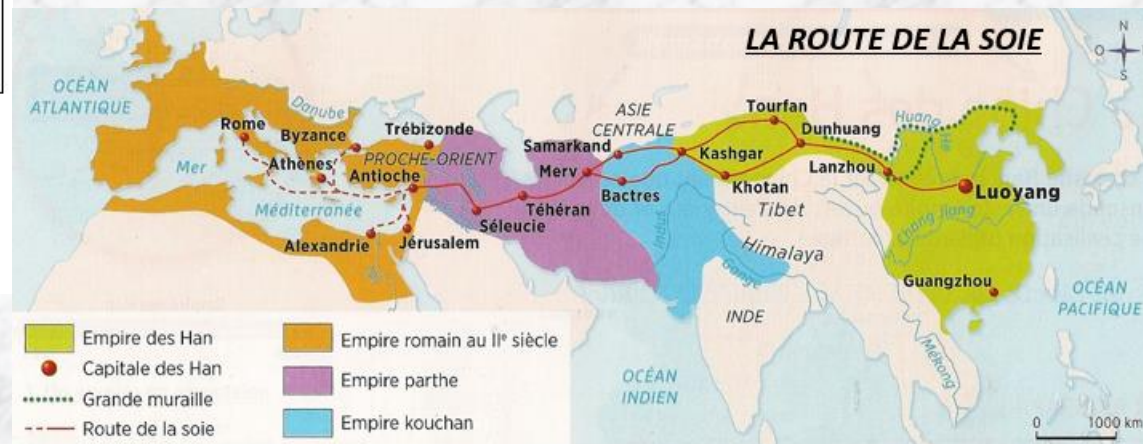 LA ROUTE DE LA SOIE
N
O
S
OCÉAN
ATLANTIQUE
Danube
Rome
Byzance
Trébizonde
Mer
Athènes
PROCHE-ORIENT
Antioche
Méditerranée
Alexandrie
Jérusalem
Séleucie
Téhéran
Merv
Samarkand
ASIE
CENTRALE
Bactres
Kashgar
Khotan
Tourfan
Dunhuang
Lanzhou
Huang
Luoyang
Tibet
Himalaya
Indus
Gange
Chang Jiang
Guangzhou
INDE
Mékong
OCÉAN
PACIFIQUE
OCÉAN
INDIEN
Empire des Han
Capitale des Han
Grande muraille
Route de la soie
Empire romain au IIᵉ siècle
Empire parthe
Empire kouchan
0 1000 km